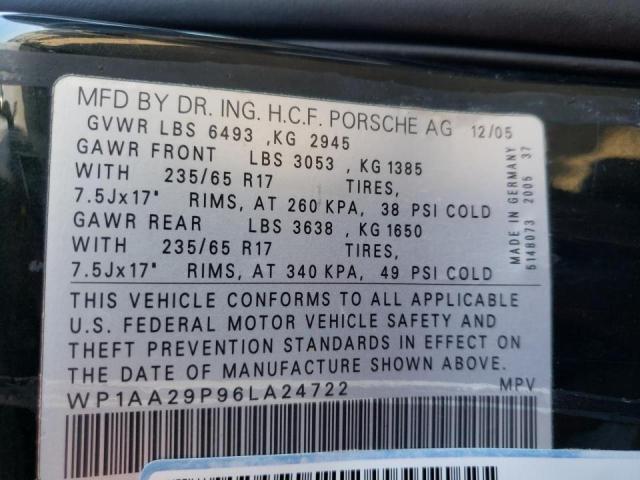 MFD BY DR. ING. H.C.F. PORSCHE AG 12/05
GVWR LBS 6493 ,KG 2945
GAWR FRONT LBS 3053 ,KG 1385
WITH 235/65 R17 TIRES,
7.5Jx17" RIMS, AT 260 KPA, 38 PSI COLD
GAWR REAR LBS 3638 ,KG 1650
WITH 235/65 R17 TIRES,
7.5Jx17" RIMS, AT 340 KPA, 49 PSI COLD
THIS VEHICLE CONFORMS TO ALL APPLICABLE
U.S. FEDERAL MOTOR VEHICLE SAFETY AND
THEFT PREVENTION STANDARDS IN EFFECT ON
THE DATE OF MANUFACTURE SHOWN ABOVE.
WP1AA29P96LA24722 MPV
MADE IN GERMANY
5148073 2005 37